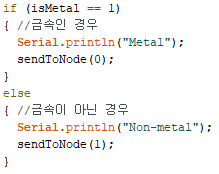 if (isMetal == 1)
{ //금속인 경우
  Serial.println("Metal");
  sendToNode(0);
}
else
{ //금속이 아닌 경우
  Serial.println("Non-metal");
  sendToNode(1);
}